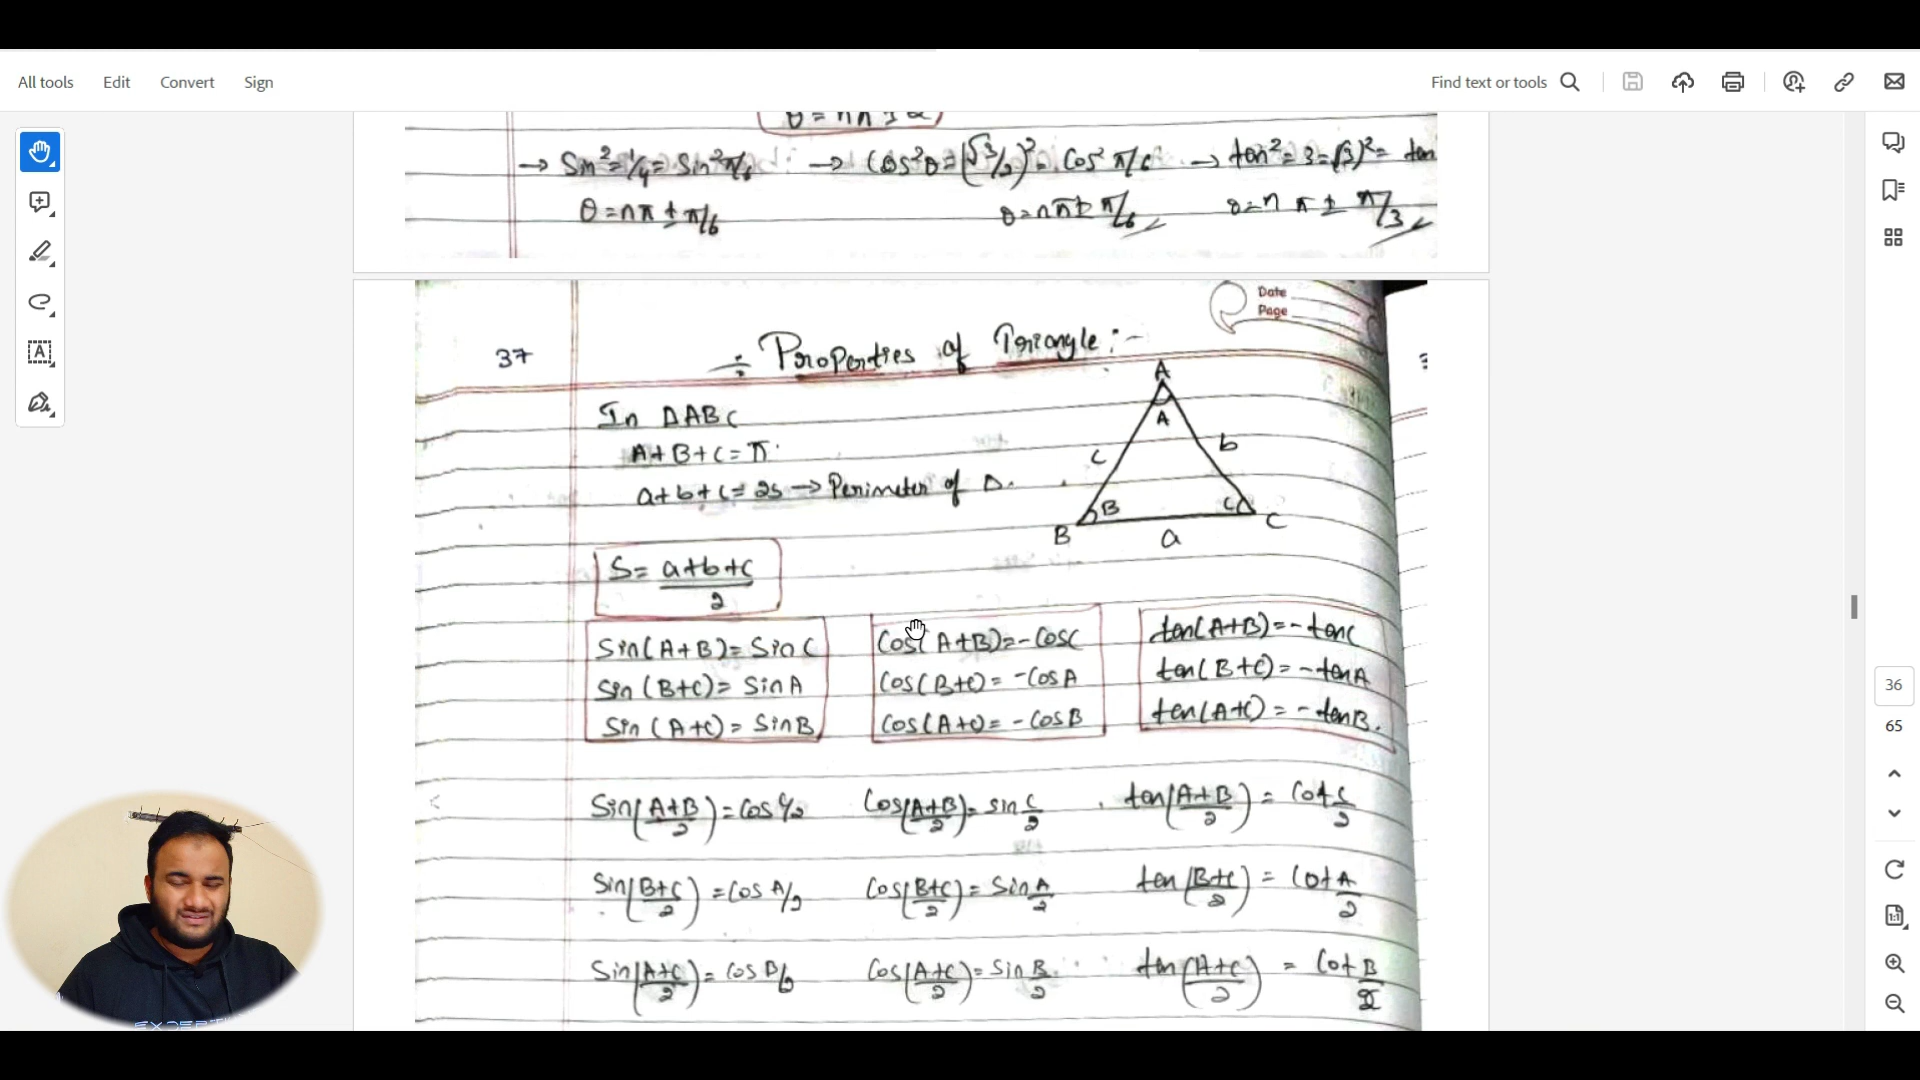 All tools Edit Convert Sign Find text or tools
→ Sin² = 1/4 = Sin² π/6 → Cos²θ = (√3/2)² = Cos² π/6 → tan² = 3 = (√3)² = tan
θ = nπ ± π/6 θ = nπ ± π/6 θ = n π ± π/3
Date
Page
37 ÷ Properties of Triangle :-
A
In ΔABC
A
A + B + C = π
c b
a + b + c = 2s → Perimeter of Δ.
B C
B C
a
S = a+b+c / 2
Sin(A+B) = Sin C Cos(A+B) = -Cos C tan(A+B) = -tan C
Sin (B+C) = Sin A Cos(B+C) = -Cos A tan(B+C) = -tan A
Sin (A+C) = Sin B Cos(A+C) = -Cos B tan(A+C) = -tan B.
36
65
Sin(A+B/2) = Cos C/2 Cos(A+B/2) = Sin C/2 tan(A+B/2) = Cot C/2
Sin(B+C/2) = Cos A/2 Cos(B+C/2) = Sin A/2 tan(B+C/2) = Cot A/2
Sin(A+C/2) = Cos B/2 Cos(A+C/2) = Sin B/2 tan(A+C/2) = Cot B/2